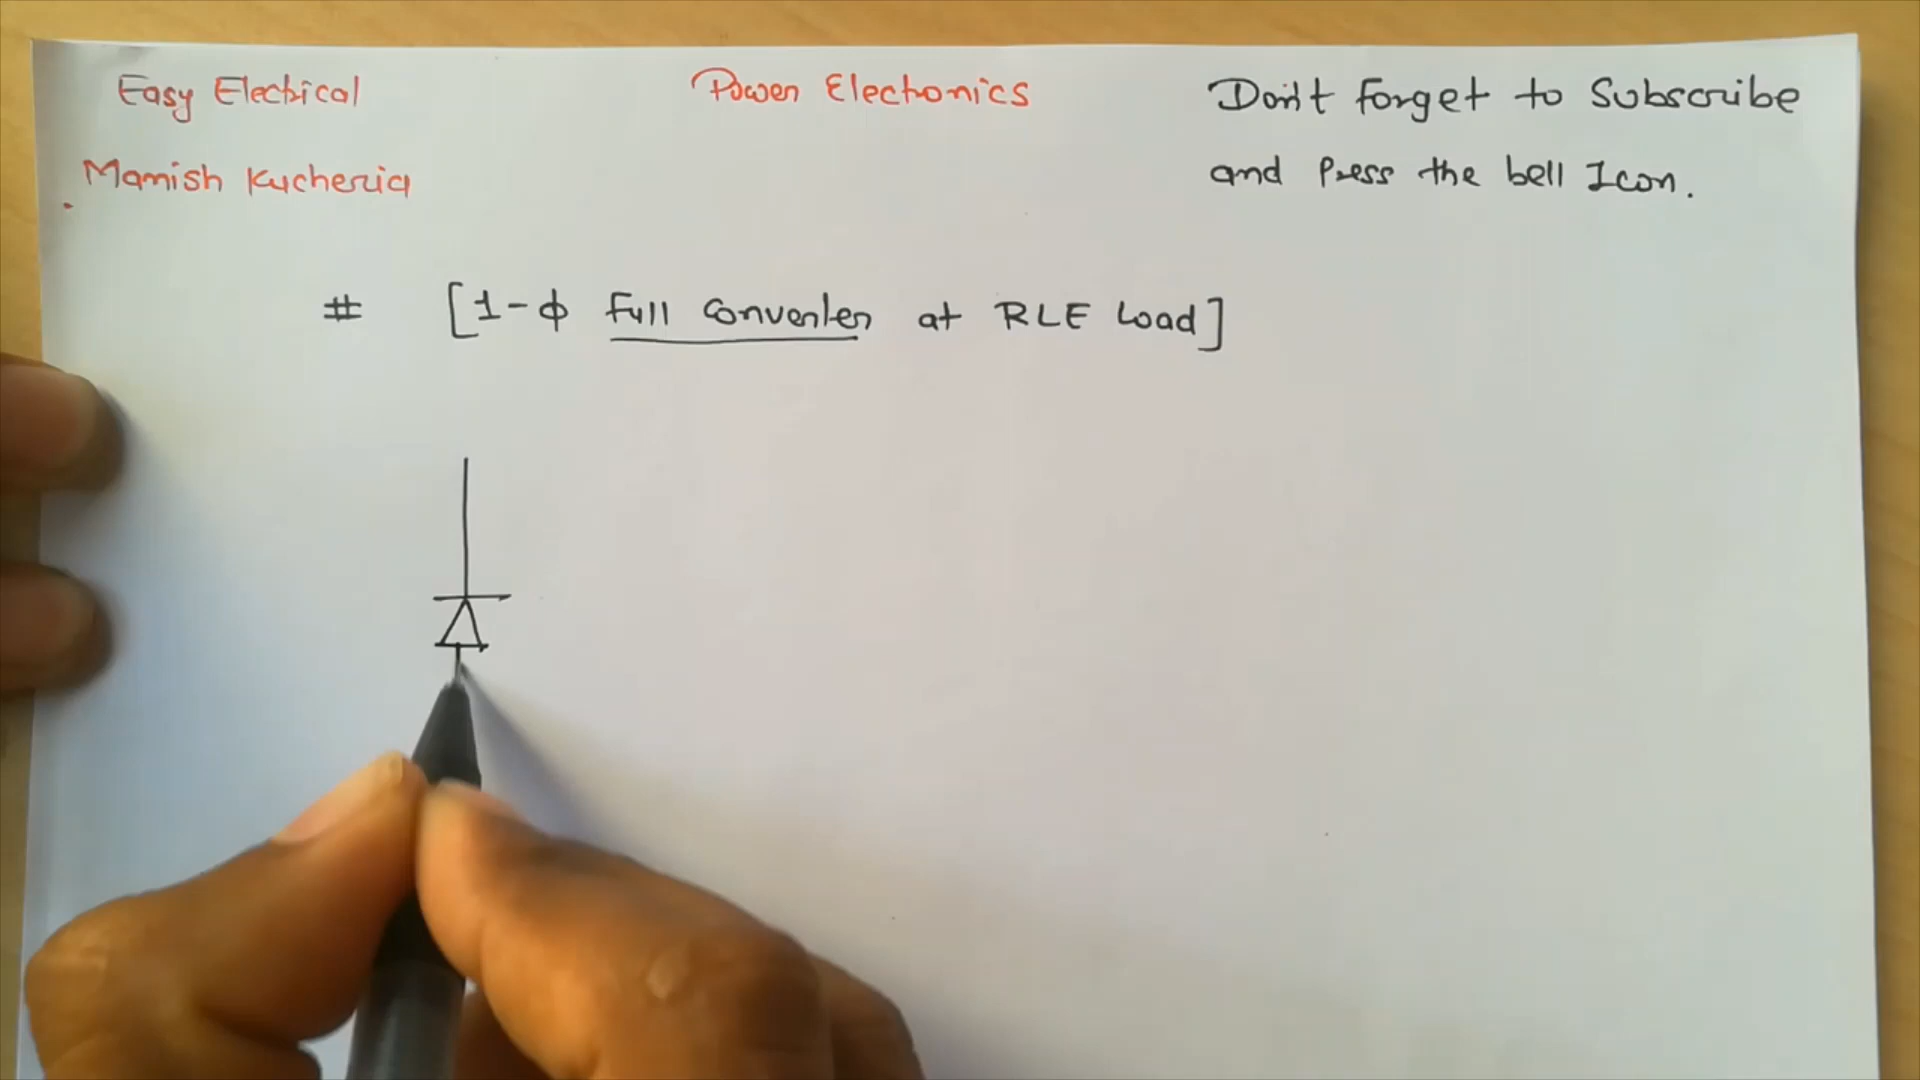 Easy Electrical
Manish Kucheria
Power Electronics
Don't forget to Subscribe
and Press the bell Icon.
# [1-ϕ full converter at RLE Load]